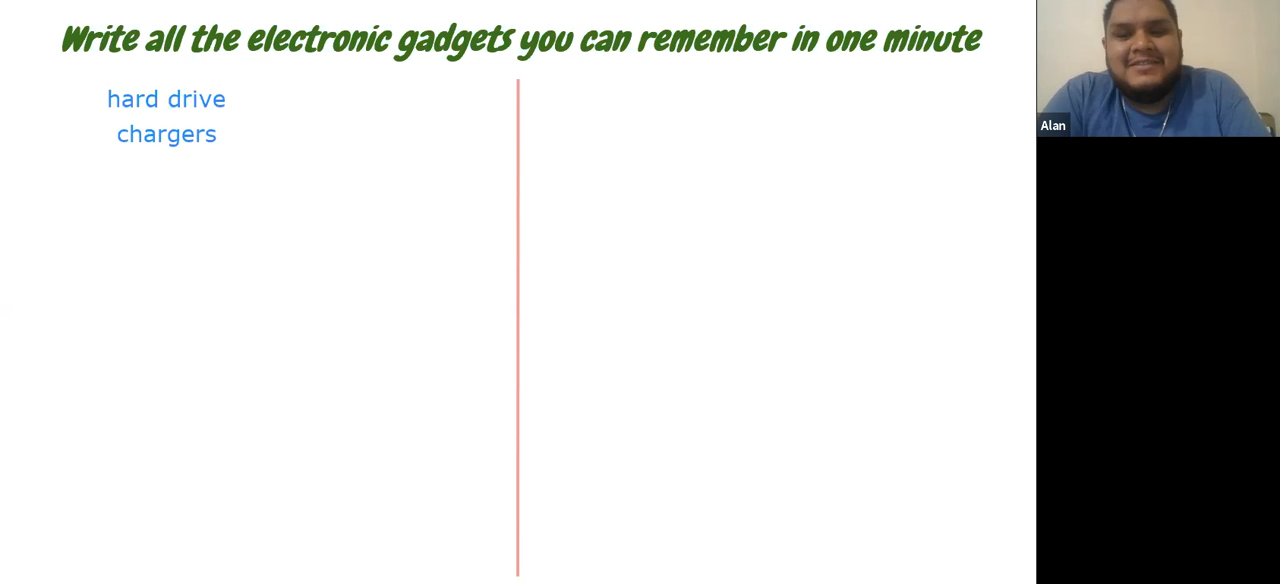 Write all the electronic gadgets you can remember in one minute
hard drive
chargers
Alan